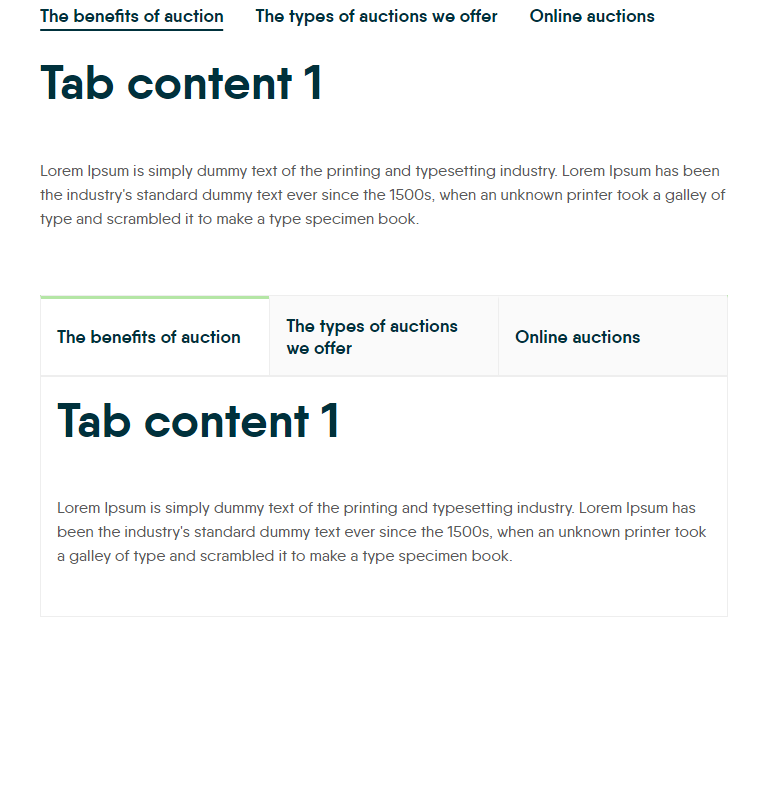 The benefits of auction The types of auctions we offer Online auctions
Tab content 1
Lorem Ipsum is simply dummy text of the printing and typesetting industry. Lorem Ipsum has been
the industry's standard dummy text ever since the 1500s, when an unknown printer took a galley of
type and scrambled it to make a type specimen book.
The benefits of auction
The types of auctions
we offer
Online auctions
Tab content 1
Lorem Ipsum is simply dummy text of the printing and typesetting industry. Lorem Ipsum has
been the industry's standard dummy text ever since the 1500s, when an unknown printer took
a galley of type and scrambled it to make a type specimen book.